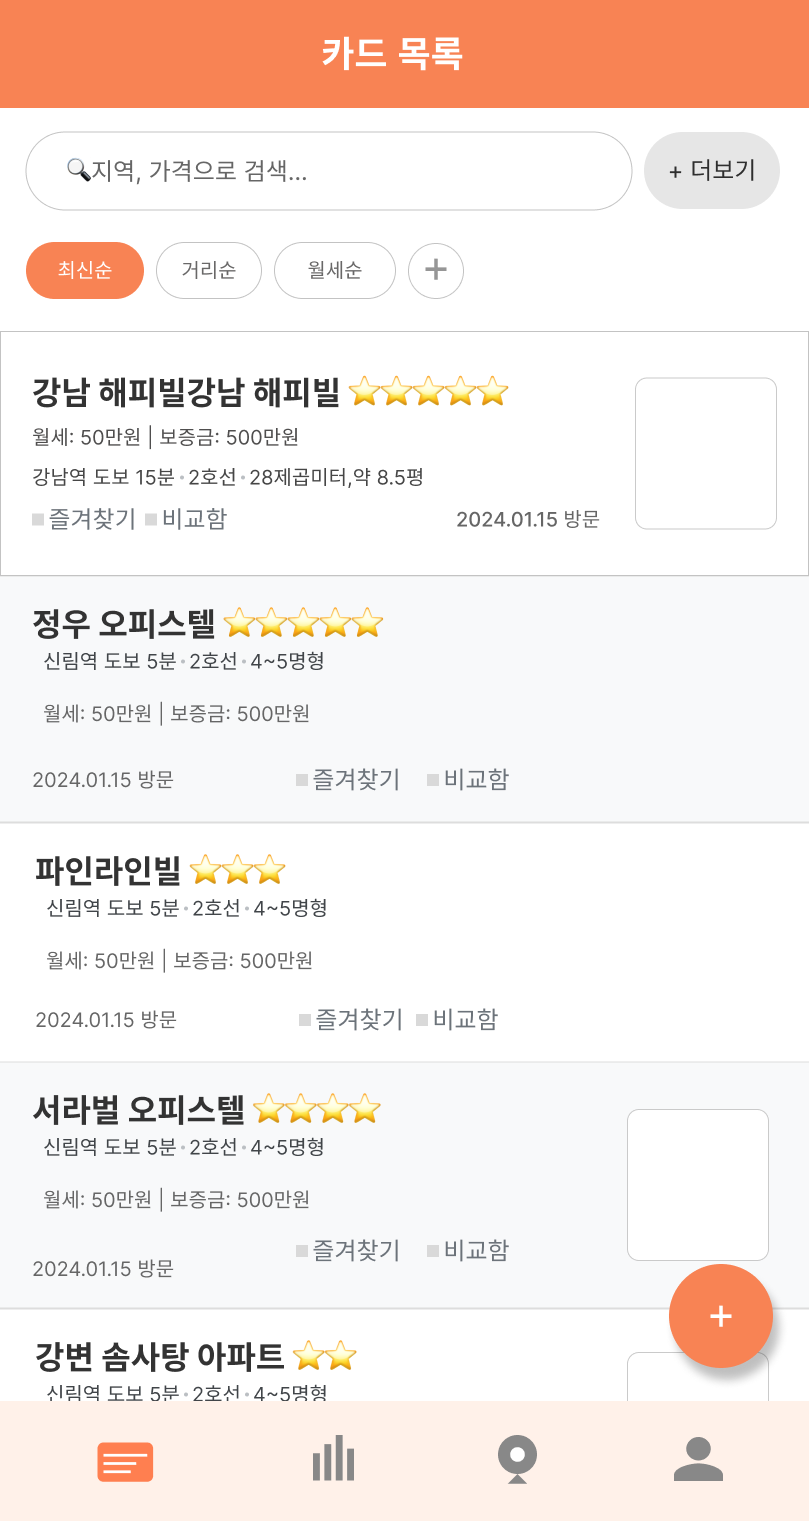 카드 목록
🔍지역, 가격으로 검색...
+ 더보기
최신순 거리순 월세순 +
강남 해피빌강남 해피빌 ⭐⭐⭐⭐⭐
월세: 50만원 | 보증금: 500만원
강남역 도보 15분·2호선·28제곱미터,약 8.5평
즐겨찾기 비교함 2024.01.15 방문
정우 오피스텔 ⭐⭐⭐⭐⭐
신림역 도보 5분·2호선·4~5명형
월세: 50만원 | 보증금: 500만원
2024.01.15 방문 즐겨찾기 비교함
파인라인빌 ⭐⭐⭐
신림역 도보 5분·2호선·4~5명형
월세: 50만원 | 보증금: 500만원
2024.01.15 방문 즐겨찾기 비교함
서라벌 오피스텔 ⭐⭐⭐⭐
신림역 도보 5분·2호선·4~5명형
월세: 50만원 | 보증금: 500만원
즐겨찾기 비교함
2024.01.15 방문
+
강변 솜사탕 아파트 ⭐⭐
신림역 도보 5분·2호선·4~5명형